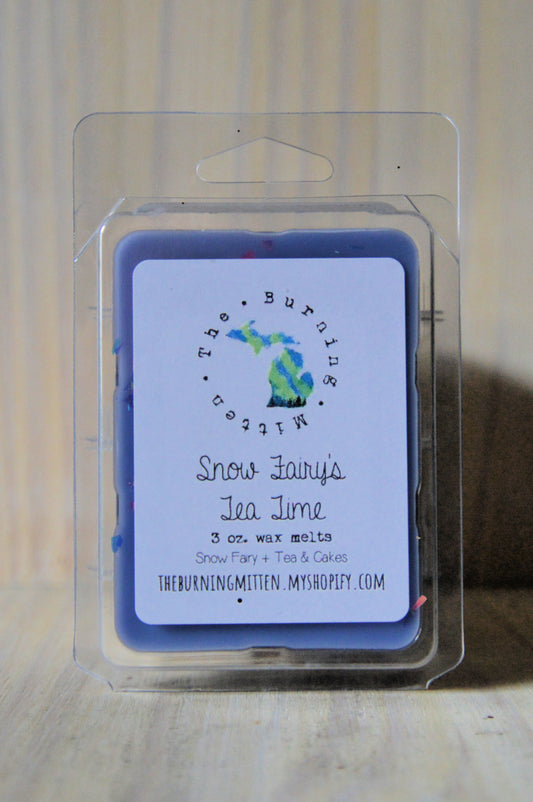 The Burning Mitten
Snow Fairy's
Tea Time
3 oz. wax melts
Snow Fairy + Tea & Cakes
THEBURNINGMITTEN.MYSHOPIFY.COM